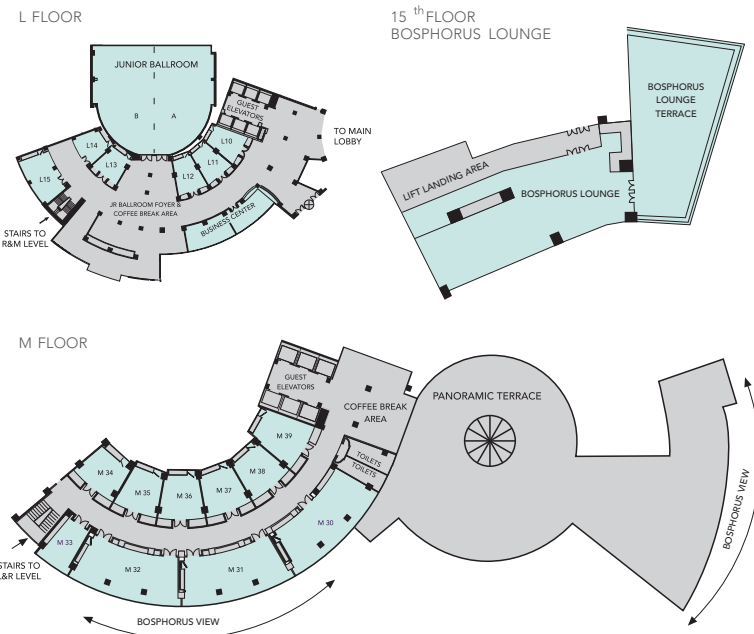 L FLOOR
15 th FLOOR
BOSPHORUS LOUNGE
JUNIOR BALLROOM
B
A
GUEST
ELEVATORS
TO MAIN
LOBBY
L14
L13
L12
L11
L10
L15
JR BALLROOM FOYER &
COFFEE BREAK AREA
BUSINESS CENTER
STAIRS TO
R&M LEVEL
BOSPHORUS
LOUNGE
TERRACE
LIFT LANDING AREA
BOSPHORUS LOUNGE
M FLOOR
GUEST
ELEVATORS
COFFEE BREAK
AREA
PANORAMIC TERRACE
M 39
M 38
M 37
M 36
M 35
M 34
TOILETS
TOILETS
M 30
M 31
M 32
M 33
STAIRS TO
L&R LEVEL
BOSPHORUS VIEW
BOSPHORUS VIEW